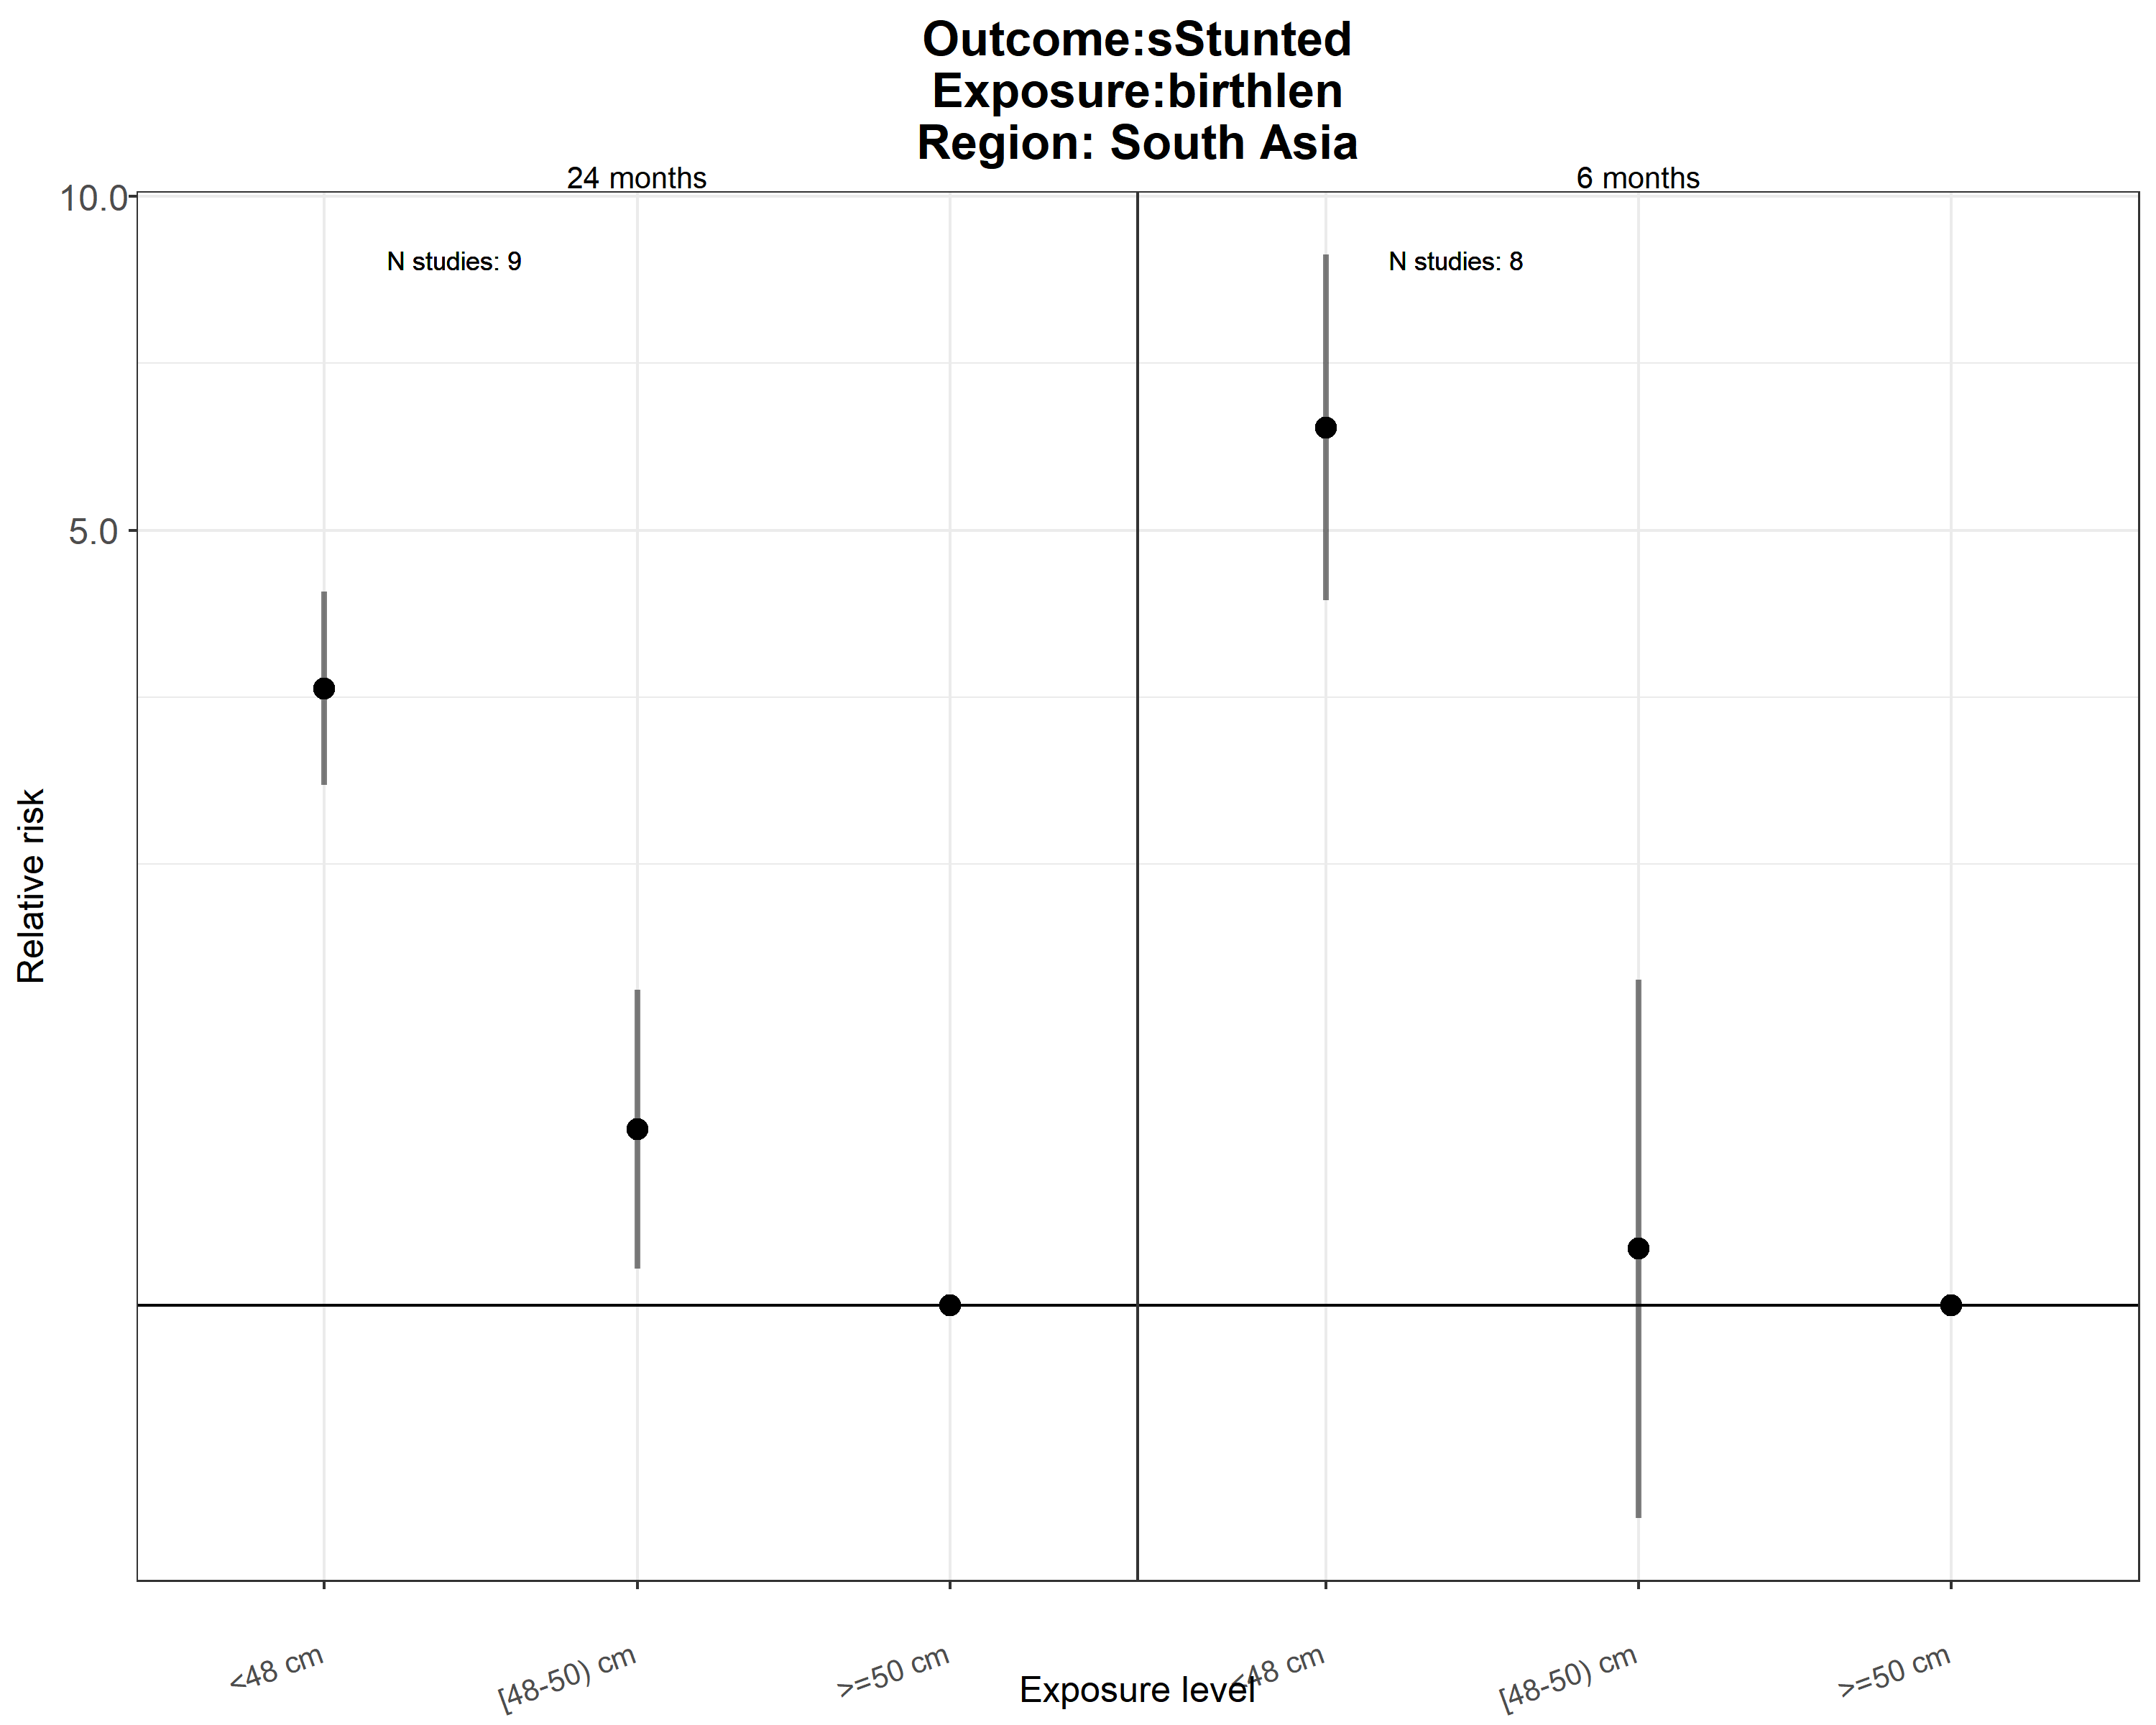 Outcome:sStunted
Exposure:birthlen
Region: South Asia
24 months
6 months
10.0
N studies: 9
N studies: 8
5.0
Relative risk
<48 cm
[48-50) cm
>=50 cm
<48 cm
[48-50) cm
>=50 cm
Exposure level